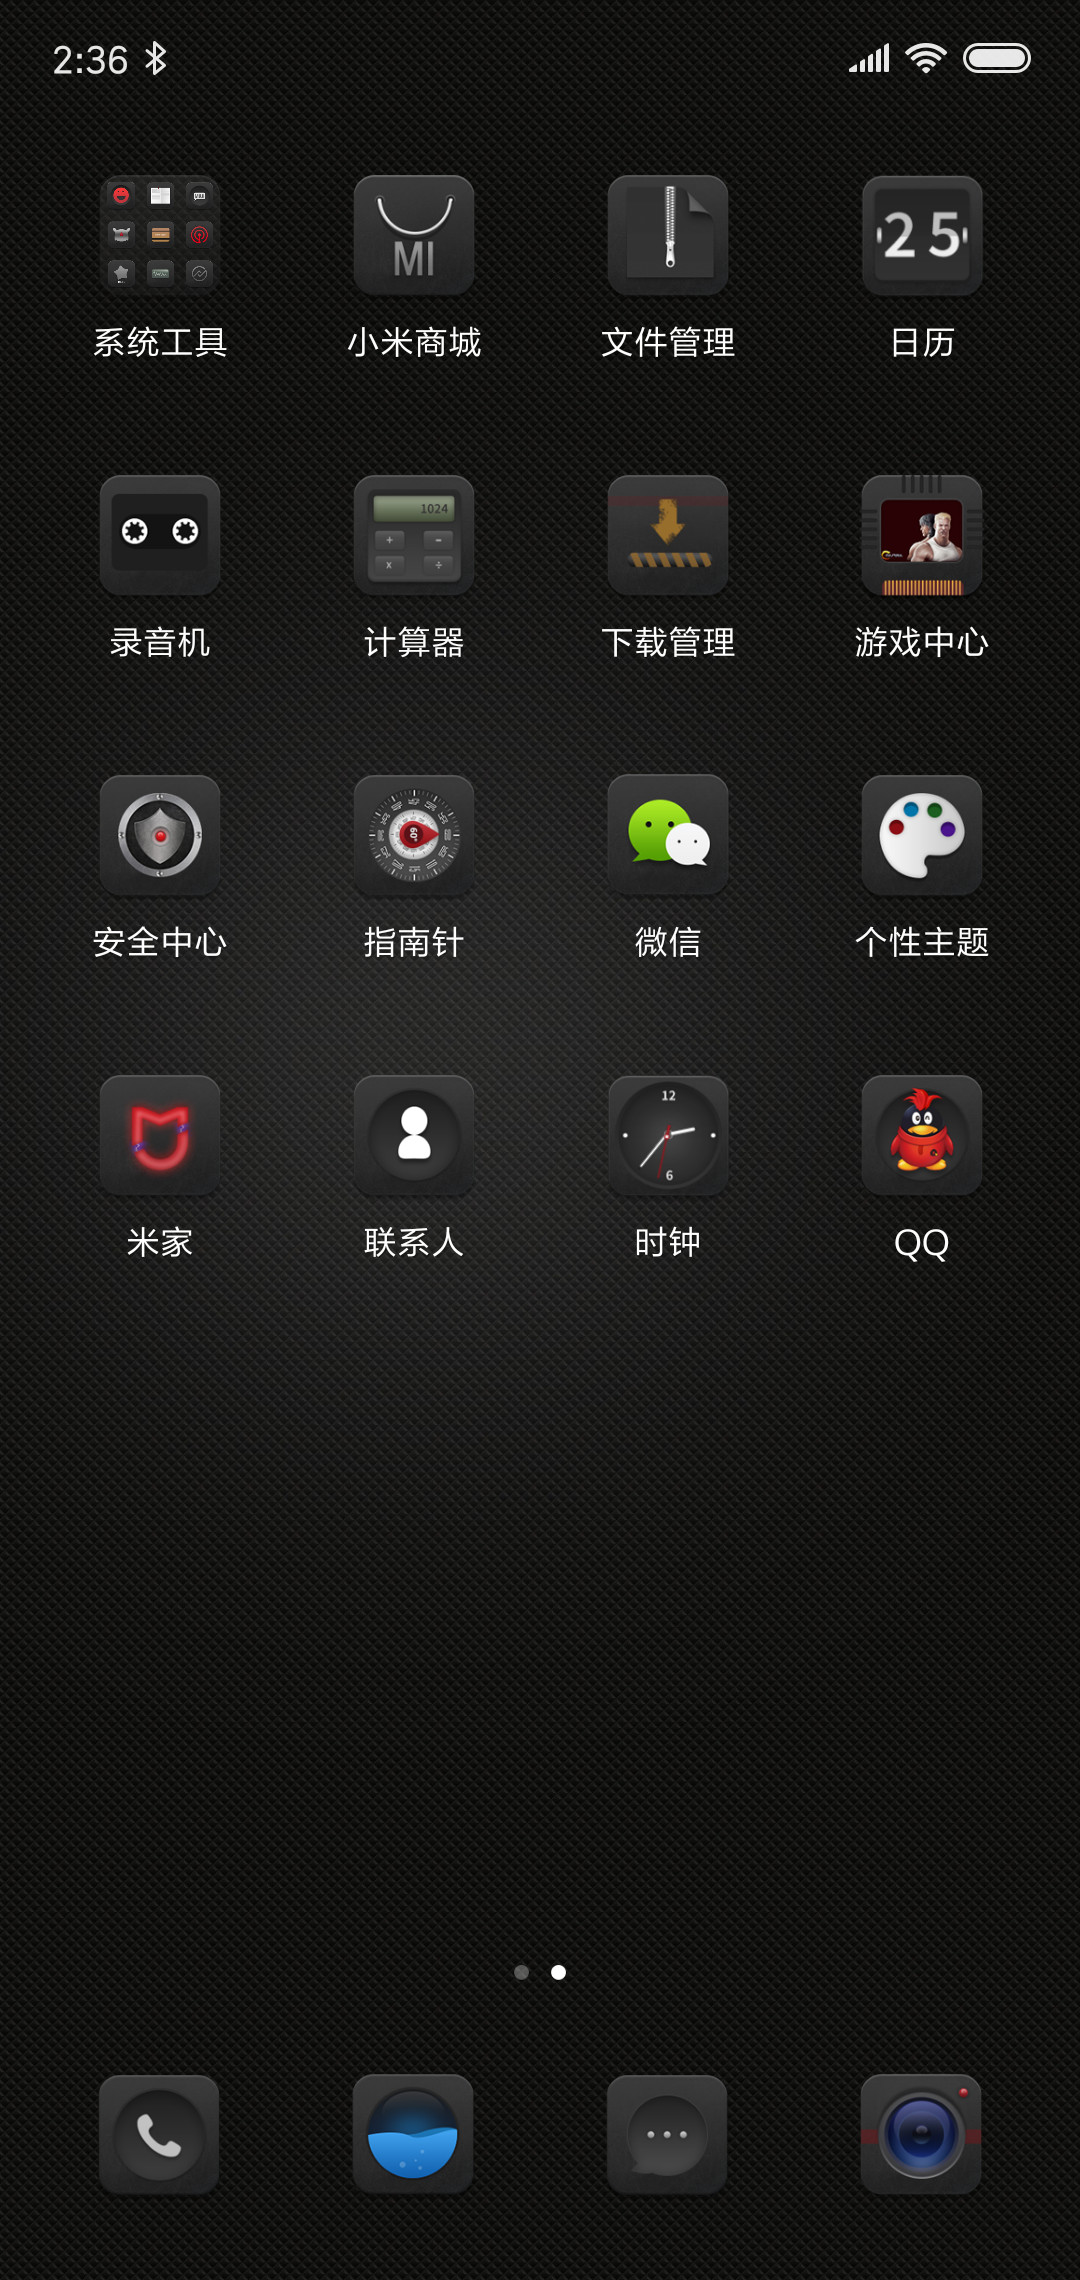 2:36
MI
25
系统工具 小米商城 文件管理 日历
1024
+ -
x ÷
录音机 计算器 下载管理 游戏中心
60°
安全中心 指南针 微信 个性主题
12
6
米家 联系人 时钟 QQ